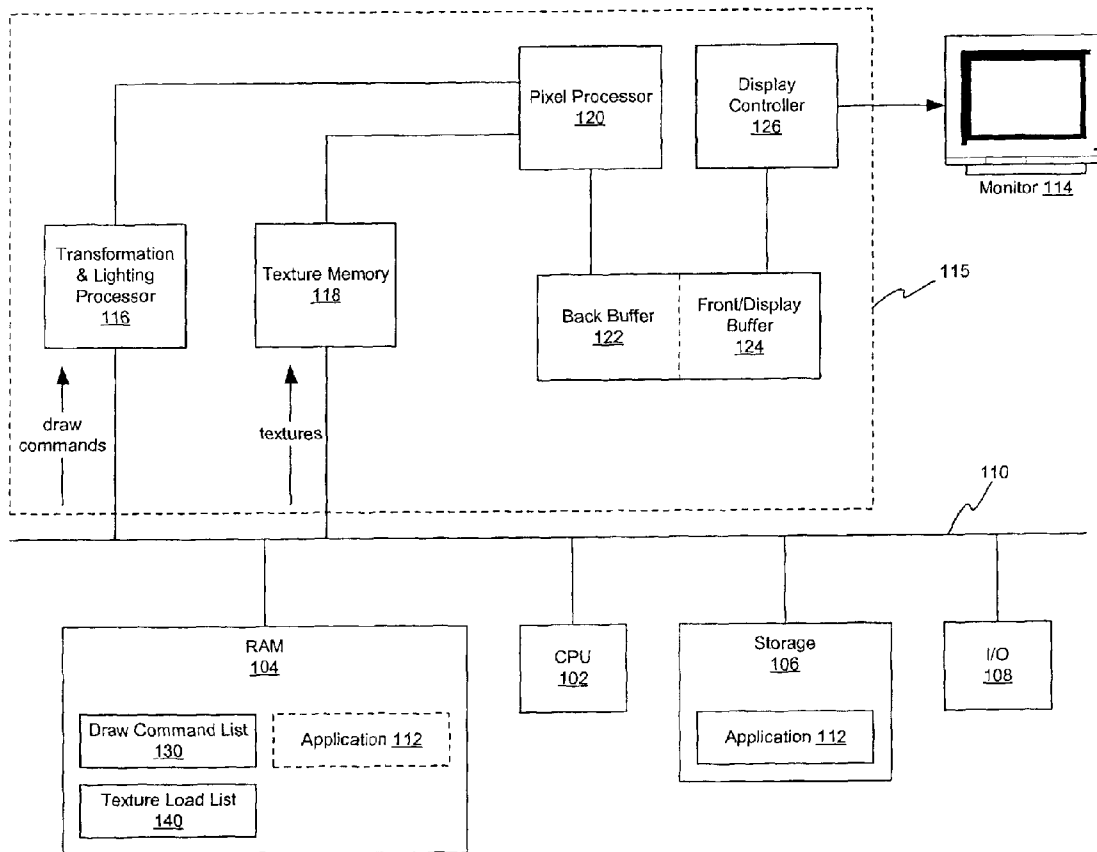 Pixel Processor
120
Display
Controller
126
Monitor 114
Transformation
& Lighting
Processor
116
Texture Memory
118
115
Back Buffer
122
Front/Display
Buffer
124
draw
commands
textures
110
RAM
104
CPU
102
Storage
106
I/O
108
Draw Command List
130
Application 112
Application 112
Texture Load List
140